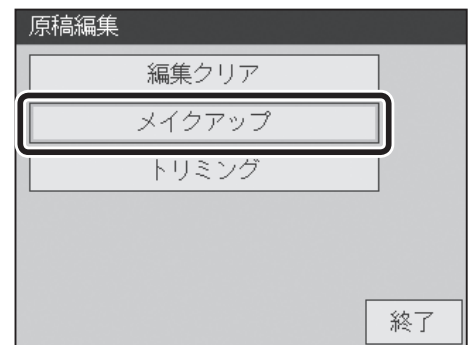 原稿編集
編集クリア
メイクアップ
トリミング
終了